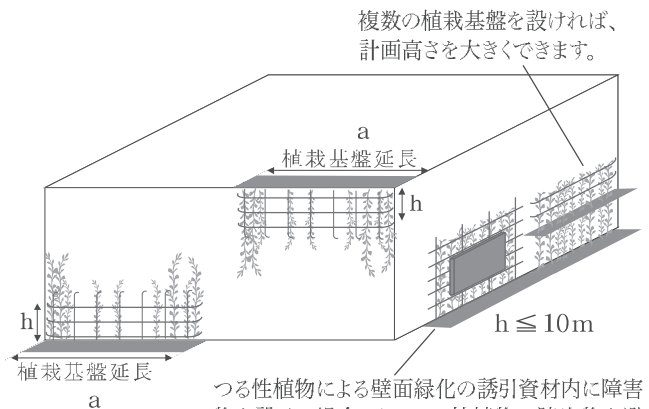 複数の植栽基盤を設ければ、
計画高さを大きくできます。
a
植栽基盤延長
h
h
h≦10m
植栽基盤延長
a
つる性植物による壁面緑化の誘引資材内に障害